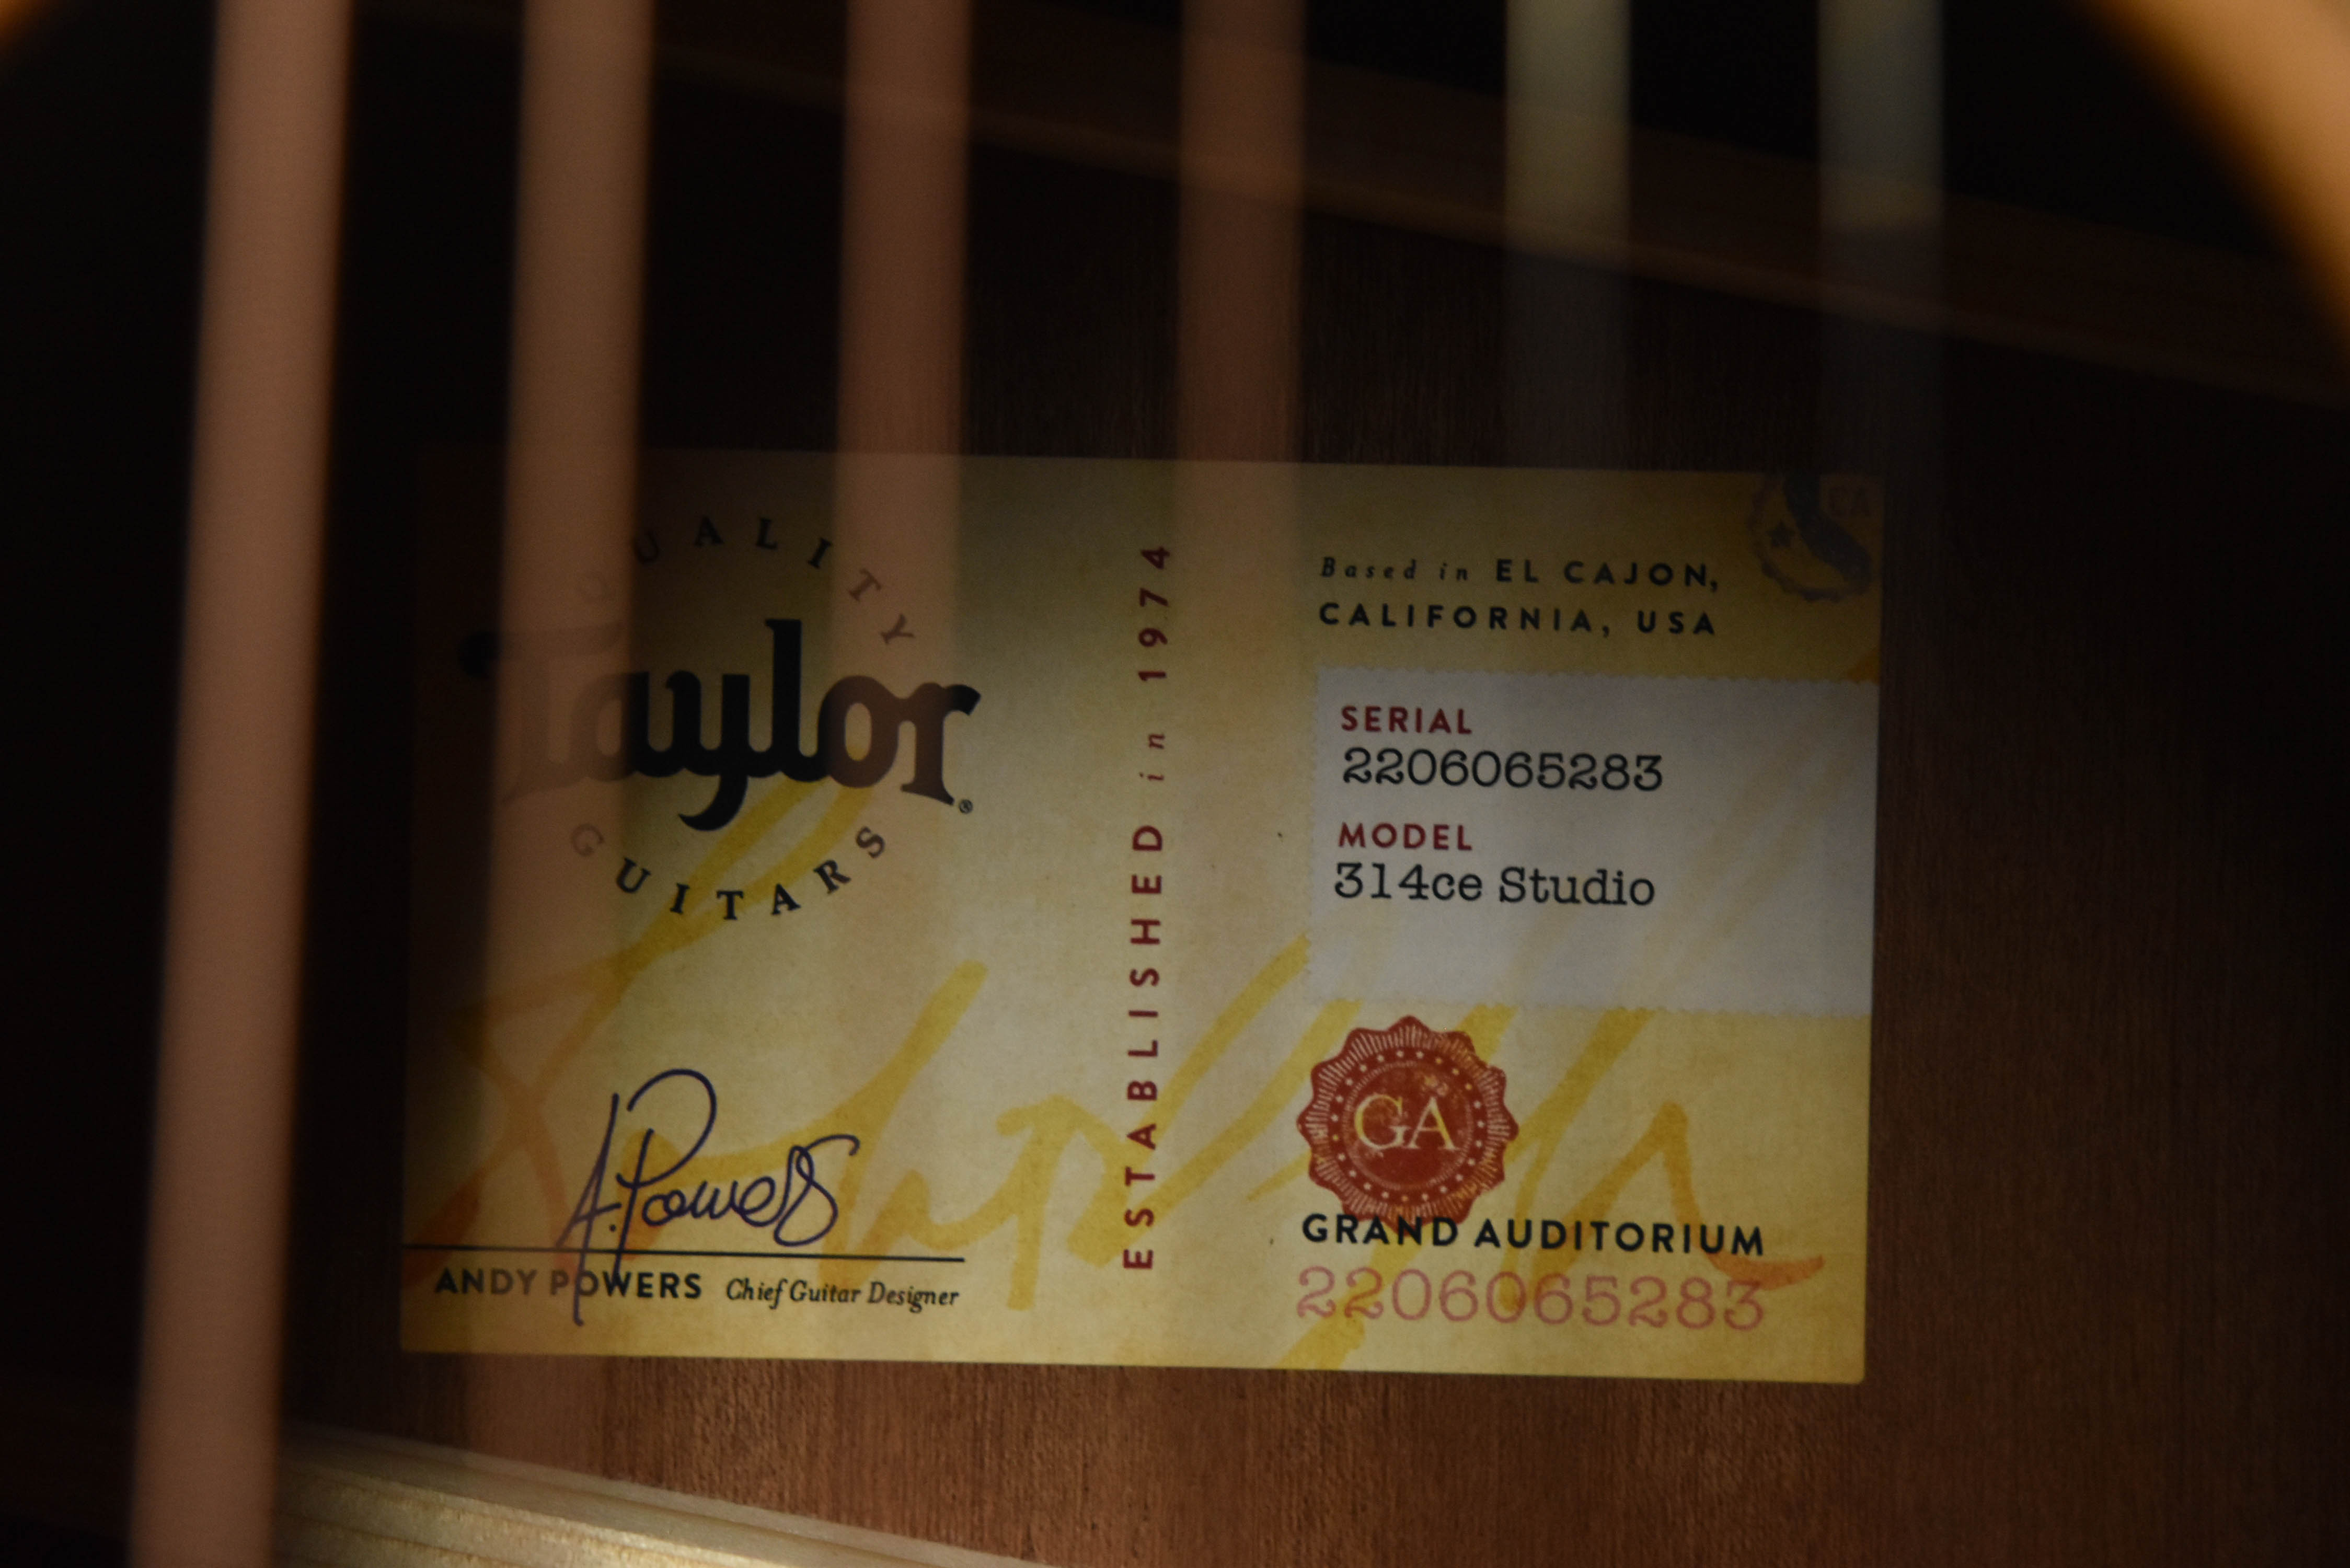 QUALITY
Taylor®
GUITARS
A. Powers
ANDY POWERS Chief Guitar Designer
ESTABLISHED in 1974
CA
Based in EL CAJON,
CALIFORNIA, USA
SERIAL
2206065283
MODEL
314ce Studio
GA
GRAND AUDITORIUM
2206065283